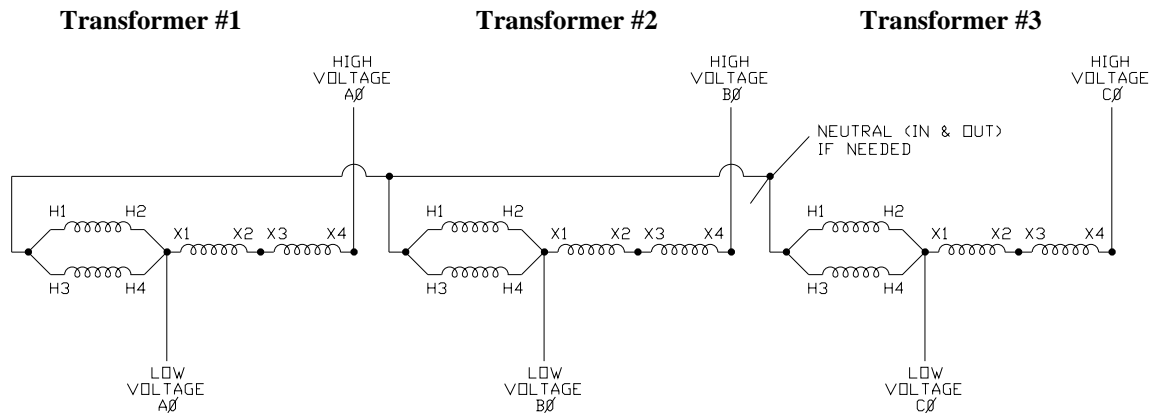 Transformer #1
Transformer #2
Transformer #3
HIGH
VOLTAGE
AØ
HIGH
VOLTAGE
BØ
HIGH
VOLTAGE
CØ
NEUTRAL (IN & OUT)
IF NEEDED
H1 H2
X1 X2 X3 X4
H3 H4
H1 H2
X1 X2 X3 X4
H3 H4
H1 H2
X1 X2 X3 X4
H3 H4
LOW
VOLTAGE
AØ
LOW
VOLTAGE
BØ
LOW
VOLTAGE
CØ